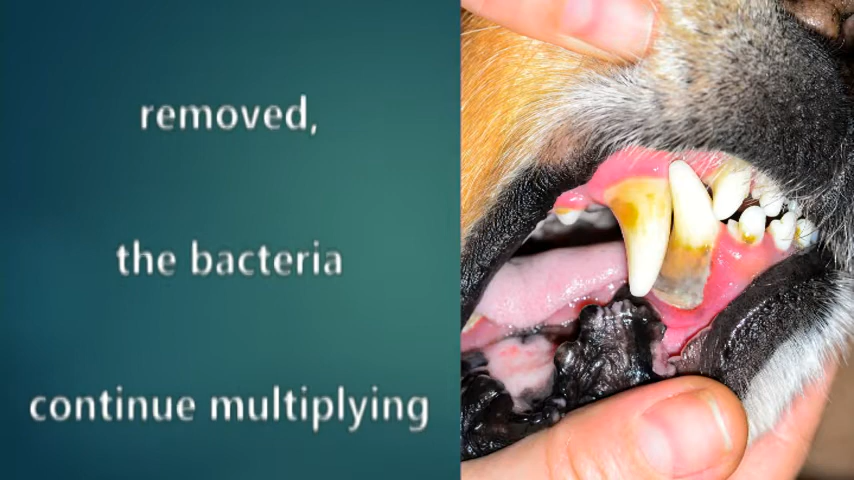 removed,
the bacteria
continue multiplying